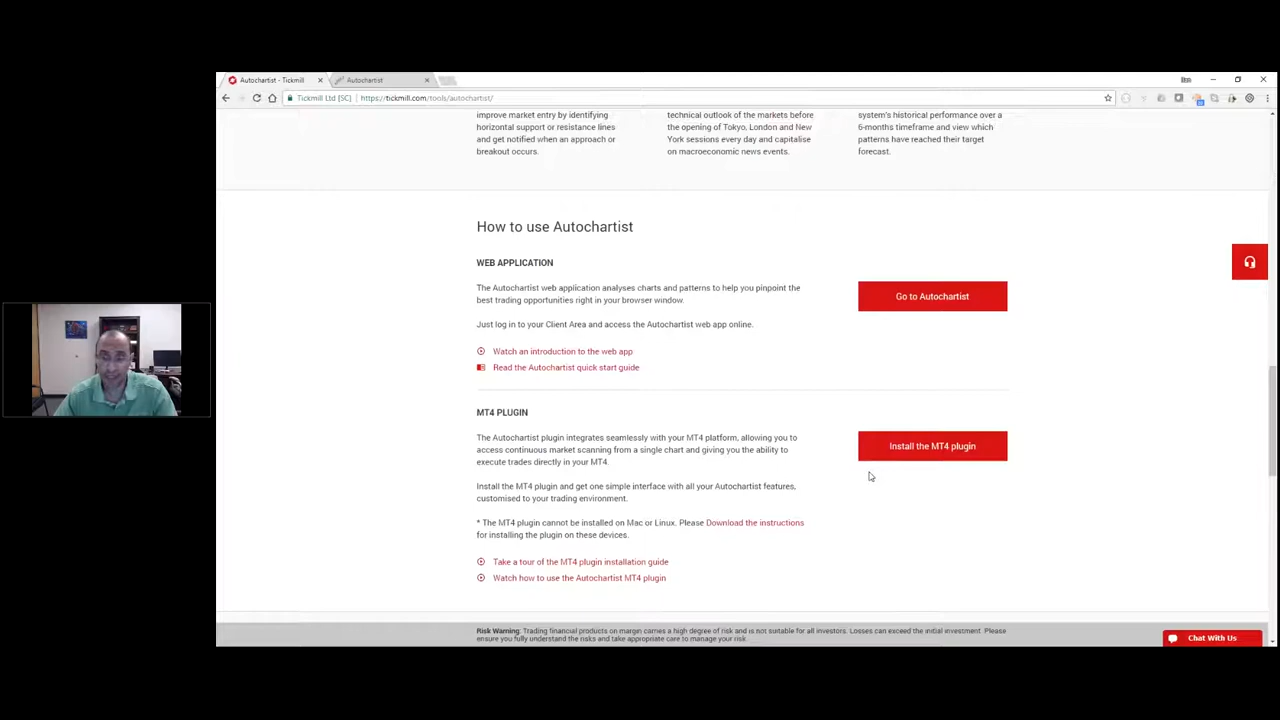 Autochartist - Tickmill
Autochartist
Tickmill Ltd [SC]
https://tickmill.com/tools/autochartist/
improve market entry by identifying
horizontal support or resistance lines
and get notified when an approach or
breakout occurs.
technical outlook of the markets before
the opening of Tokyo, London and New
York sessions every day and capitalise
on macroeconomic news events.
system's historical performance over a
6-months timeframe and view which
patterns have reached their target
forecast.
How to use Autochartist
WEB APPLICATION
The Autochartist web application analyses charts and patterns to help you pinpoint the
best trading opportunities right in your browser window.
Just log in to your Client Area and access the Autochartist web app online.
Watch an introduction to the web app
Read the Autochartist quick start guide
Go to Autochartist
MT4 PLUGIN
The Autochartist plugin integrates seamlessly with your MT4 platform, allowing you to
access continuous market scanning from a single chart and giving you the ability to
execute trades directly in your MT4.
Install the MT4 plugin and get one simple interface with all your Autochartist features,
customised to your trading environment.
* The MT4 plugin cannot be installed on Mac or Linux. Please Download the instructions
for installing the plugin on these devices.
Take a tour of the MT4 plugin installation guide
Watch how to use the Autochartist MT4 plugin
Install the MT4 plugin
Risk Warning: Trading financial products on margin carries a high degree of risk and is not suitable for all investors. Losses can exceed the initial investment. Please
ensure you fully understand the risks and take appropriate care to manage your risk.
Chat With Us